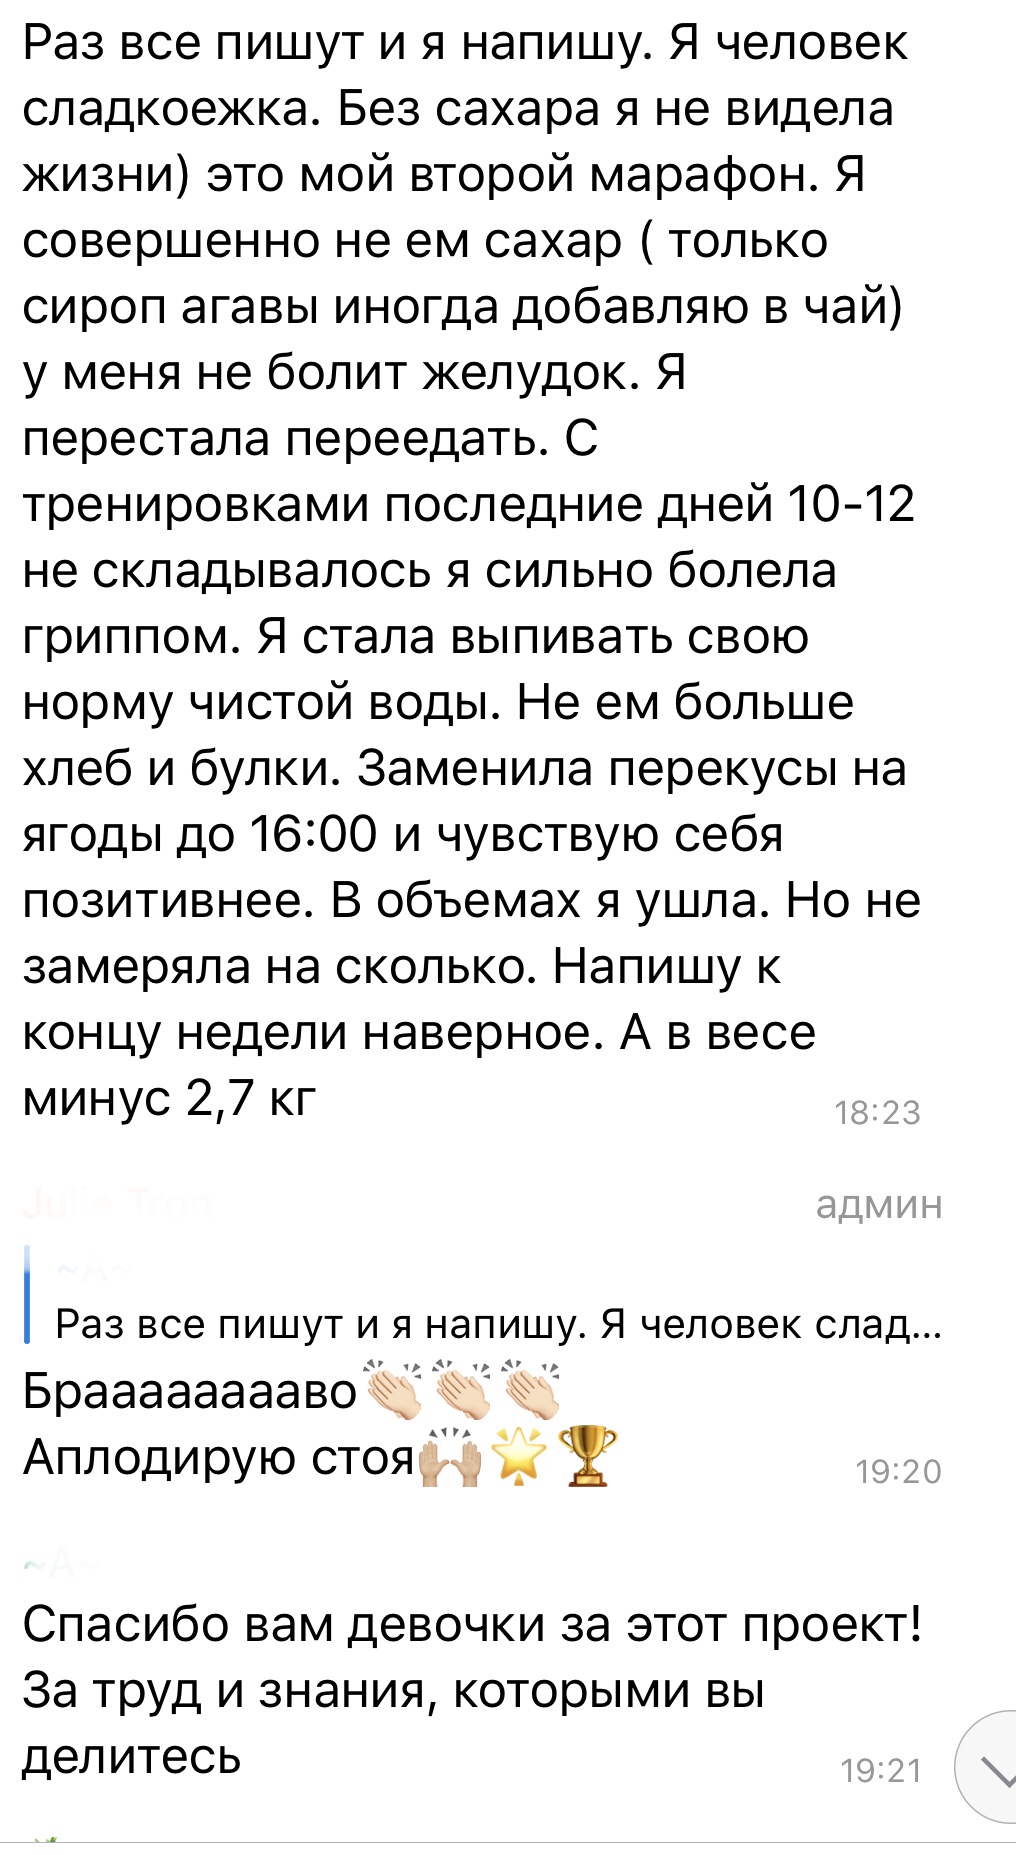 Раз все пишут и я напишу. Я человек
сладкоежка. Без сахара я не видела
жизни) это мой второй марафон. Я
совершенно не ем сахар ( только
сироп агавы иногда добавляю в чай)
у меня не болит желудок. Я
перестала переедать. С
тренировками последние дней 10-12
не складывалось я сильно болела
гриппом. Я стала выпивать свою
норму чистой воды. Не ем больше
хлеб и булки. Заменила перекусы на
ягоды до 16:00 и чувствую себя
позитивнее. В объемах я ушла. Но не
замеряла на сколько. Напишу к
концу недели наверное. А в весе
минус 2,7 кг
18:23
Julie Tron
админ
~A~
Раз все пишут и я напишу. Я человек слад...
Брааааааааво👏🏻👏🏻👏🏻
Аплодирую стоя🙌🏼🌟🏆
19:20
~A~
Спасибо вам девочки за этот проект!
За труд и знания, которыми вы
делитесь
19:21